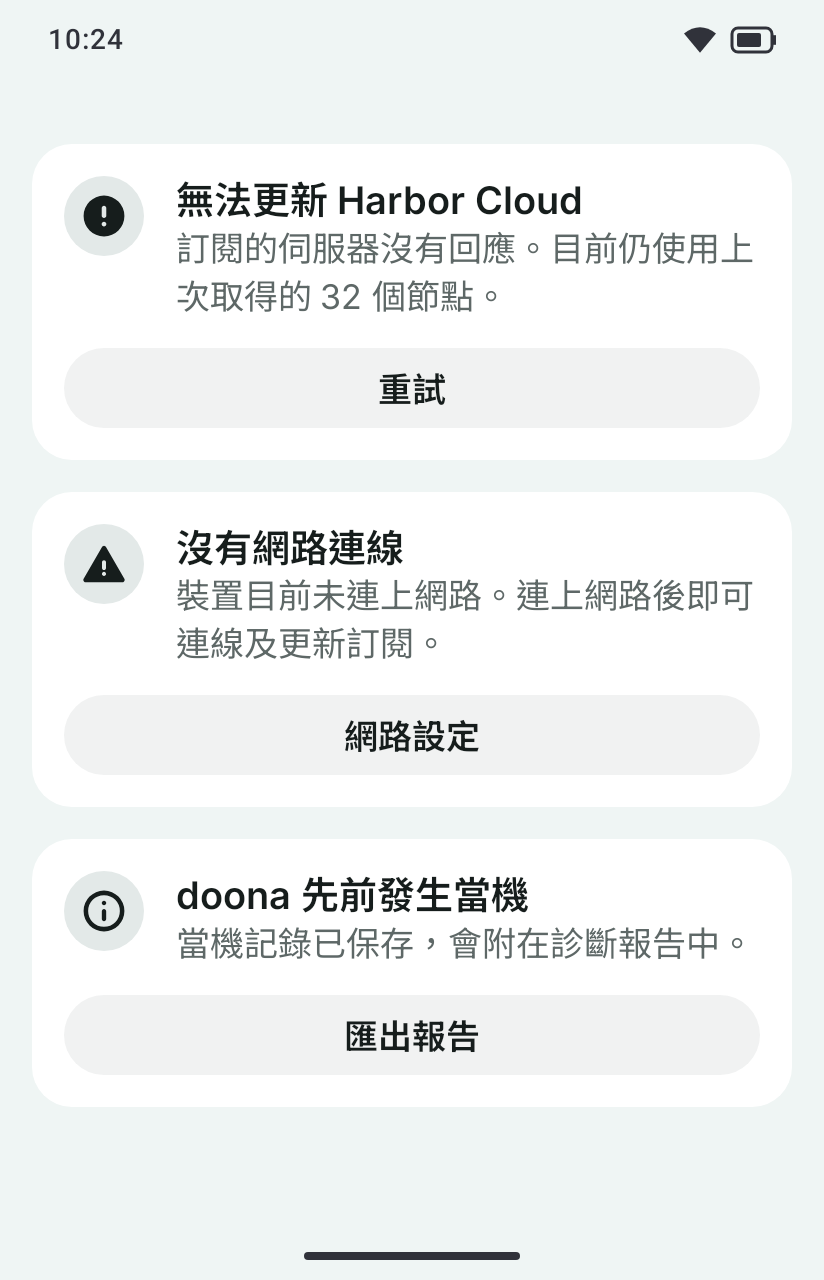 10:24
無法更新 Harbor Cloud
訂閱的伺服器沒有回應。目前仍使用上
次取得的 32 個節點。
重試
沒有網路連線
裝置目前未連上網路。連上網路後即可
連線及更新訂閱。
網路設定
doona 先前發生當機
當機記錄已保存，會附在診斷報告中。
匯出報告